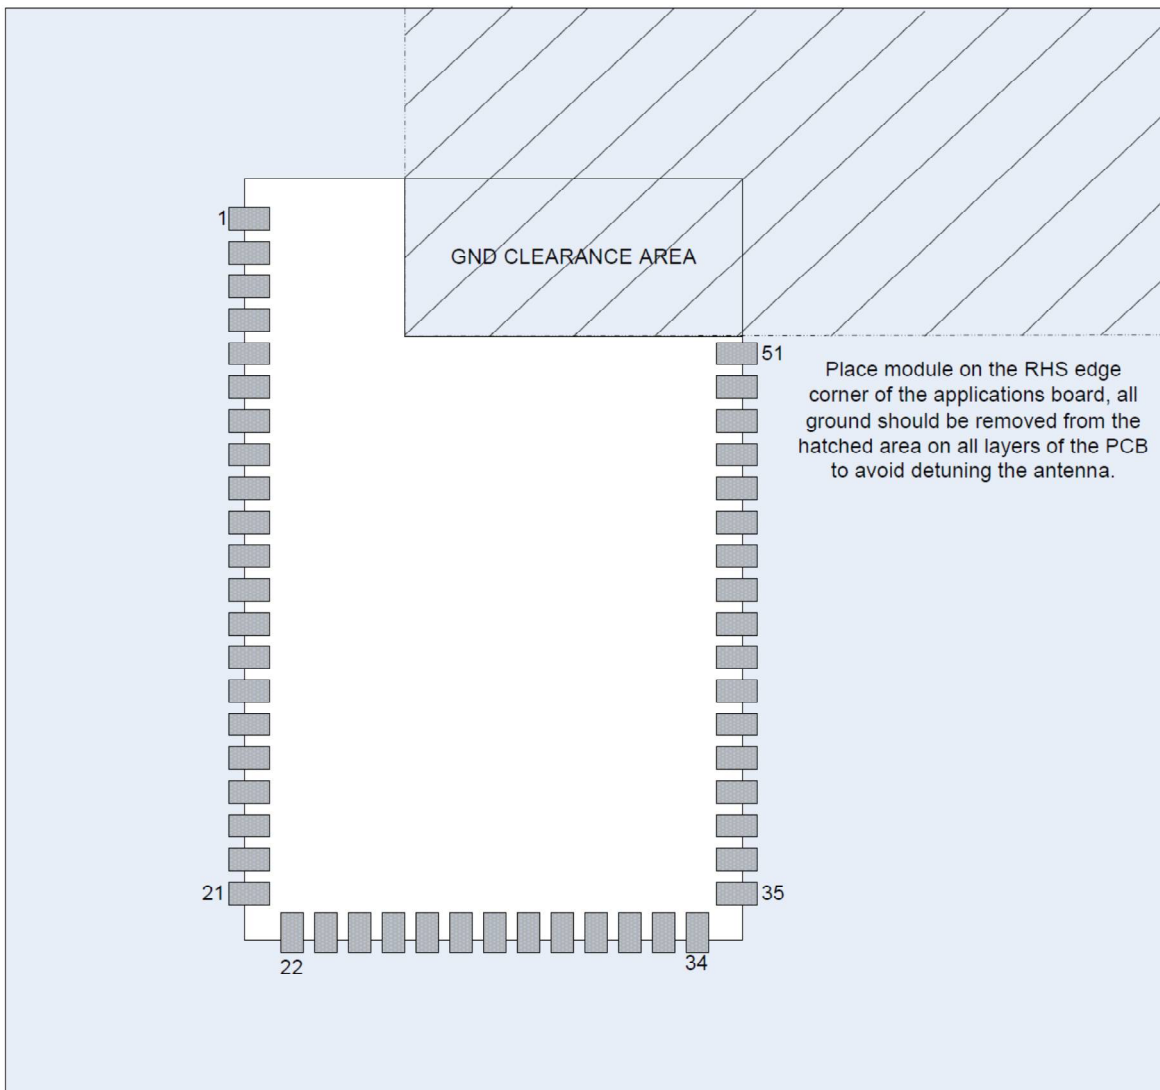 1
GND CLEARANCE AREA
51
Place module on the RHS edge
corner of the applications board, all
ground should be removed from the
hatched area on all layers of the PCB
to avoid detuning the antenna.
21
35
22
34